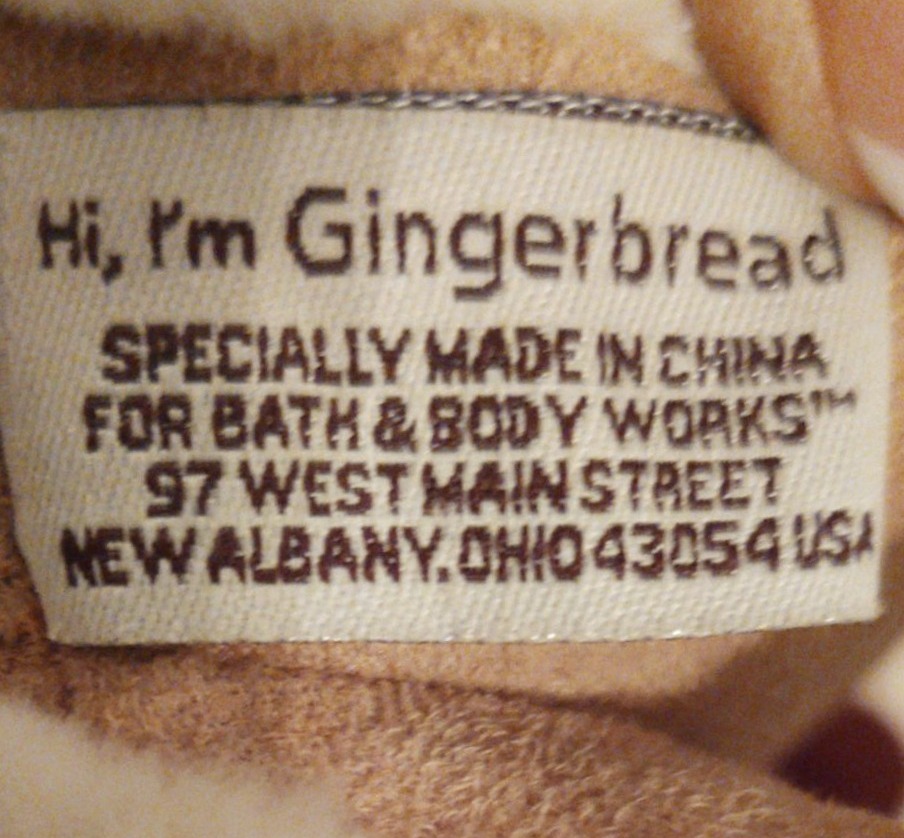 Hi, I'm Gingerbread
SPECIALLY MADE IN CHINA
FOR BATH & BODY WORKS™
97 WEST MAIN STREET
NEW ALBANY. OHIO 43054 USA